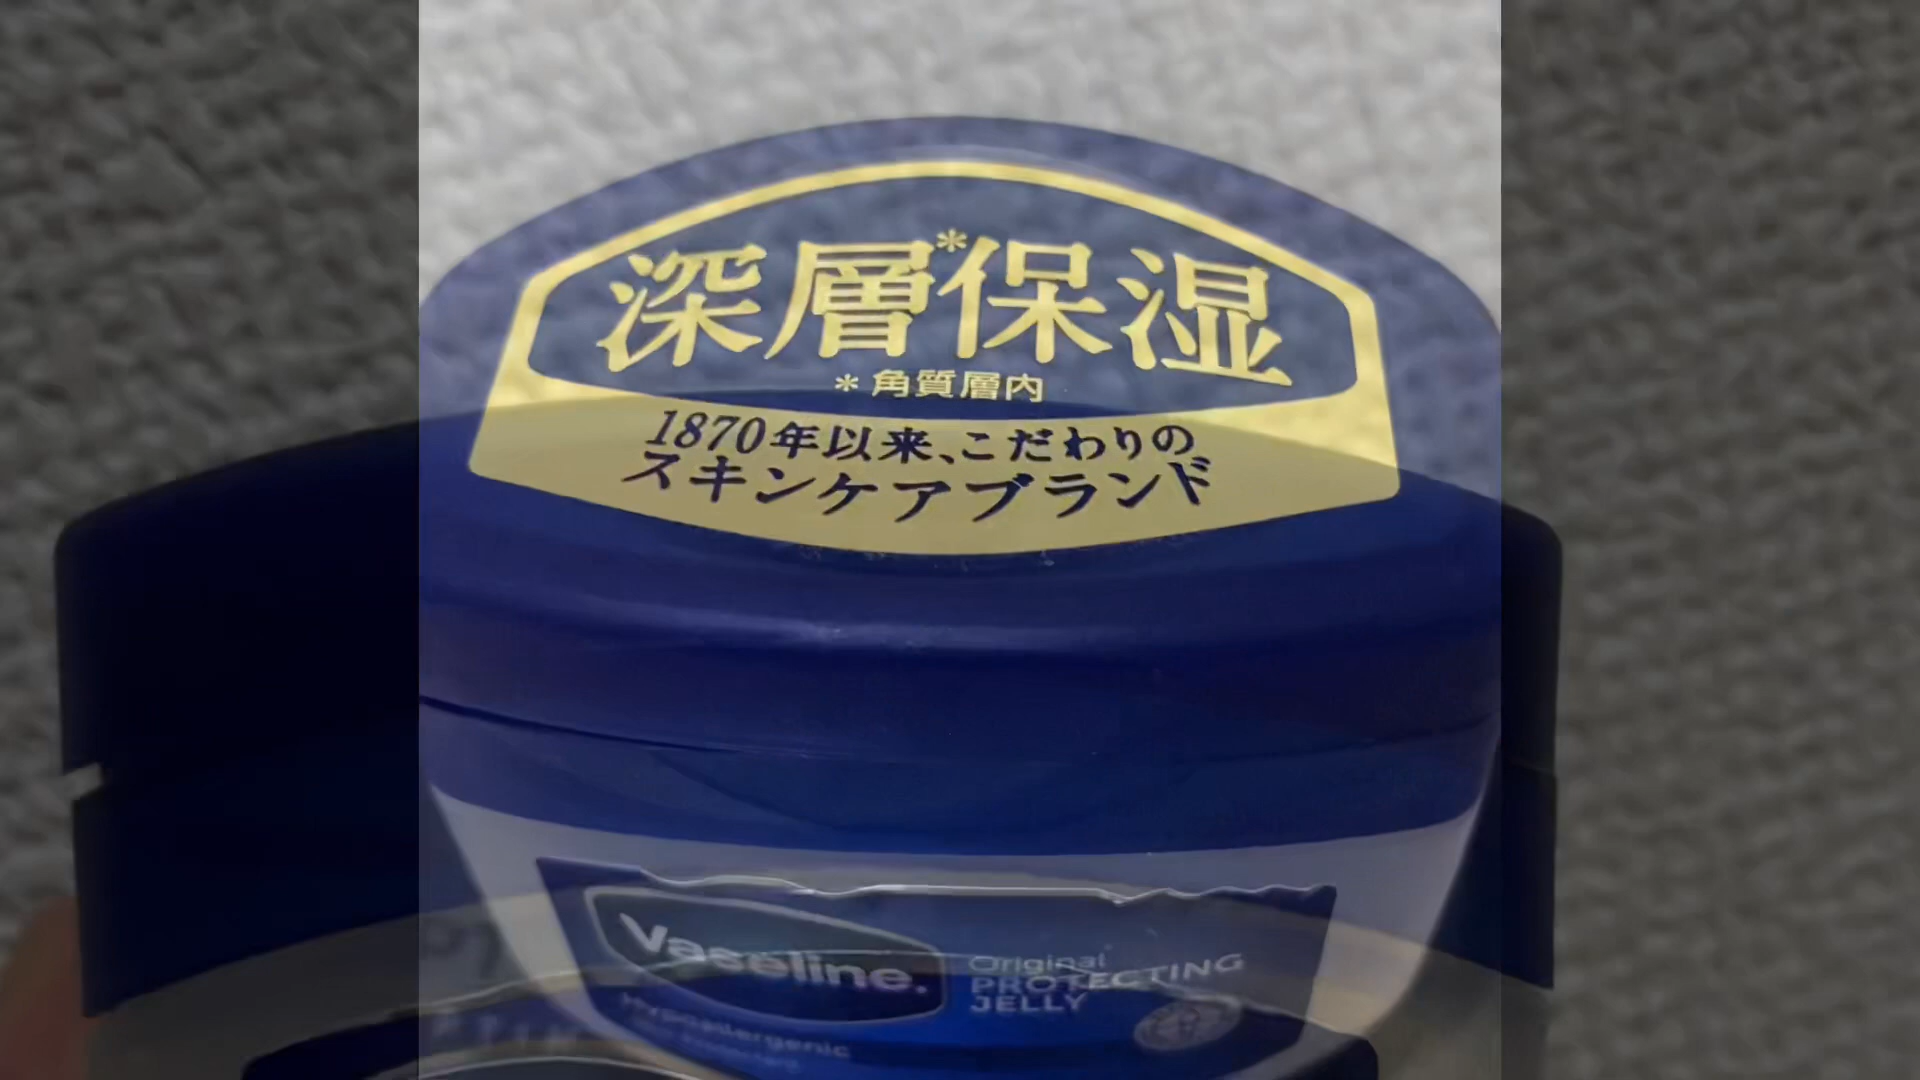 深層*保湿
*角質層内
1870年以来、こだわりの
スキンケアブランド
Vaseline.
Original
PROTECTING
JELLY
Hypoallergenic